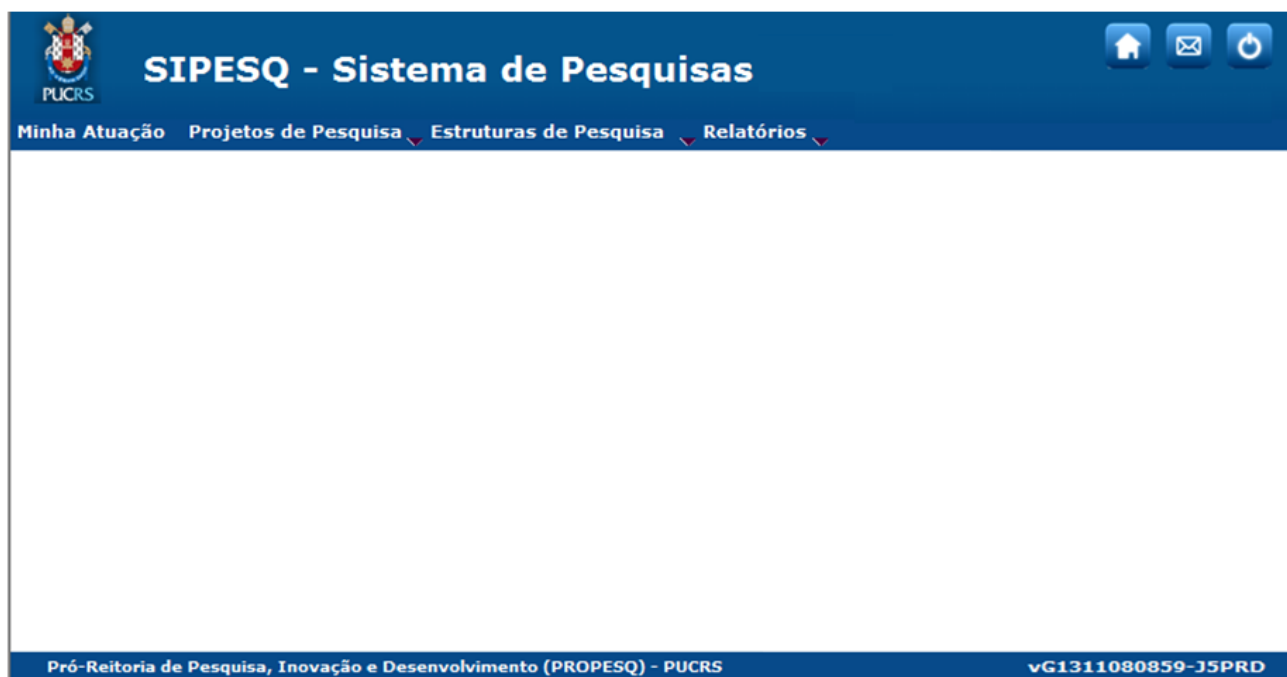 PUCRS
SIPESQ - Sistema de Pesquisas
Minha Atuação Projetos de Pesquisa Estruturas de Pesquisa Relatórios
Pró-Reitoria de Pesquisa, Inovação e Desenvolvimento (PROPESQ) - PUCRS vG1311080859-J5PRD